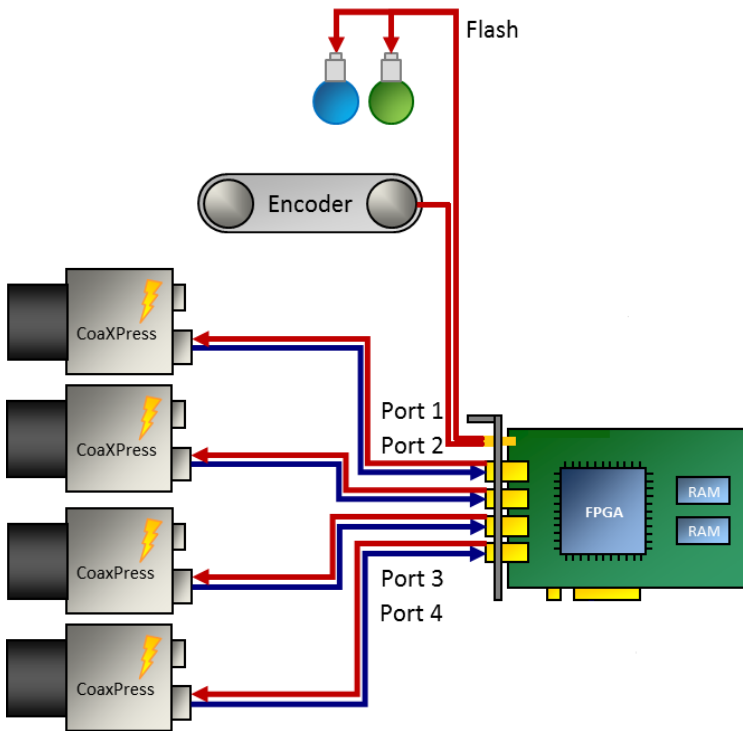 Flash
Encoder
CoaXPress
Port 1
CoaXPress
Port 2
RAM
FPGA
RAM
CoaxPress
Port 3
Port 4
CoaxPress